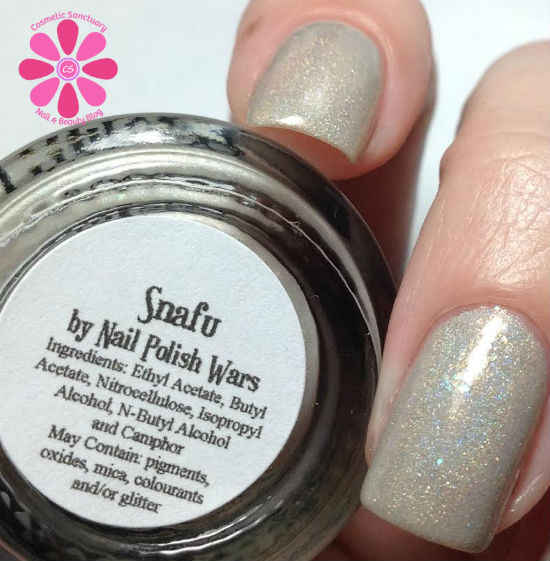 Cosmetic Sanctuary
CS
Nail & Beauty Blog
Snafu
by Nail Polish Wars
Ingredients: Ethyl Acetate, Butyl
Acetate, Nitrocellulose, isopropyl
Alcohol, N-Butyl Alcohol
and Camphor
May Contain: pigments,
oxides, mica, colourants
and/or glitter